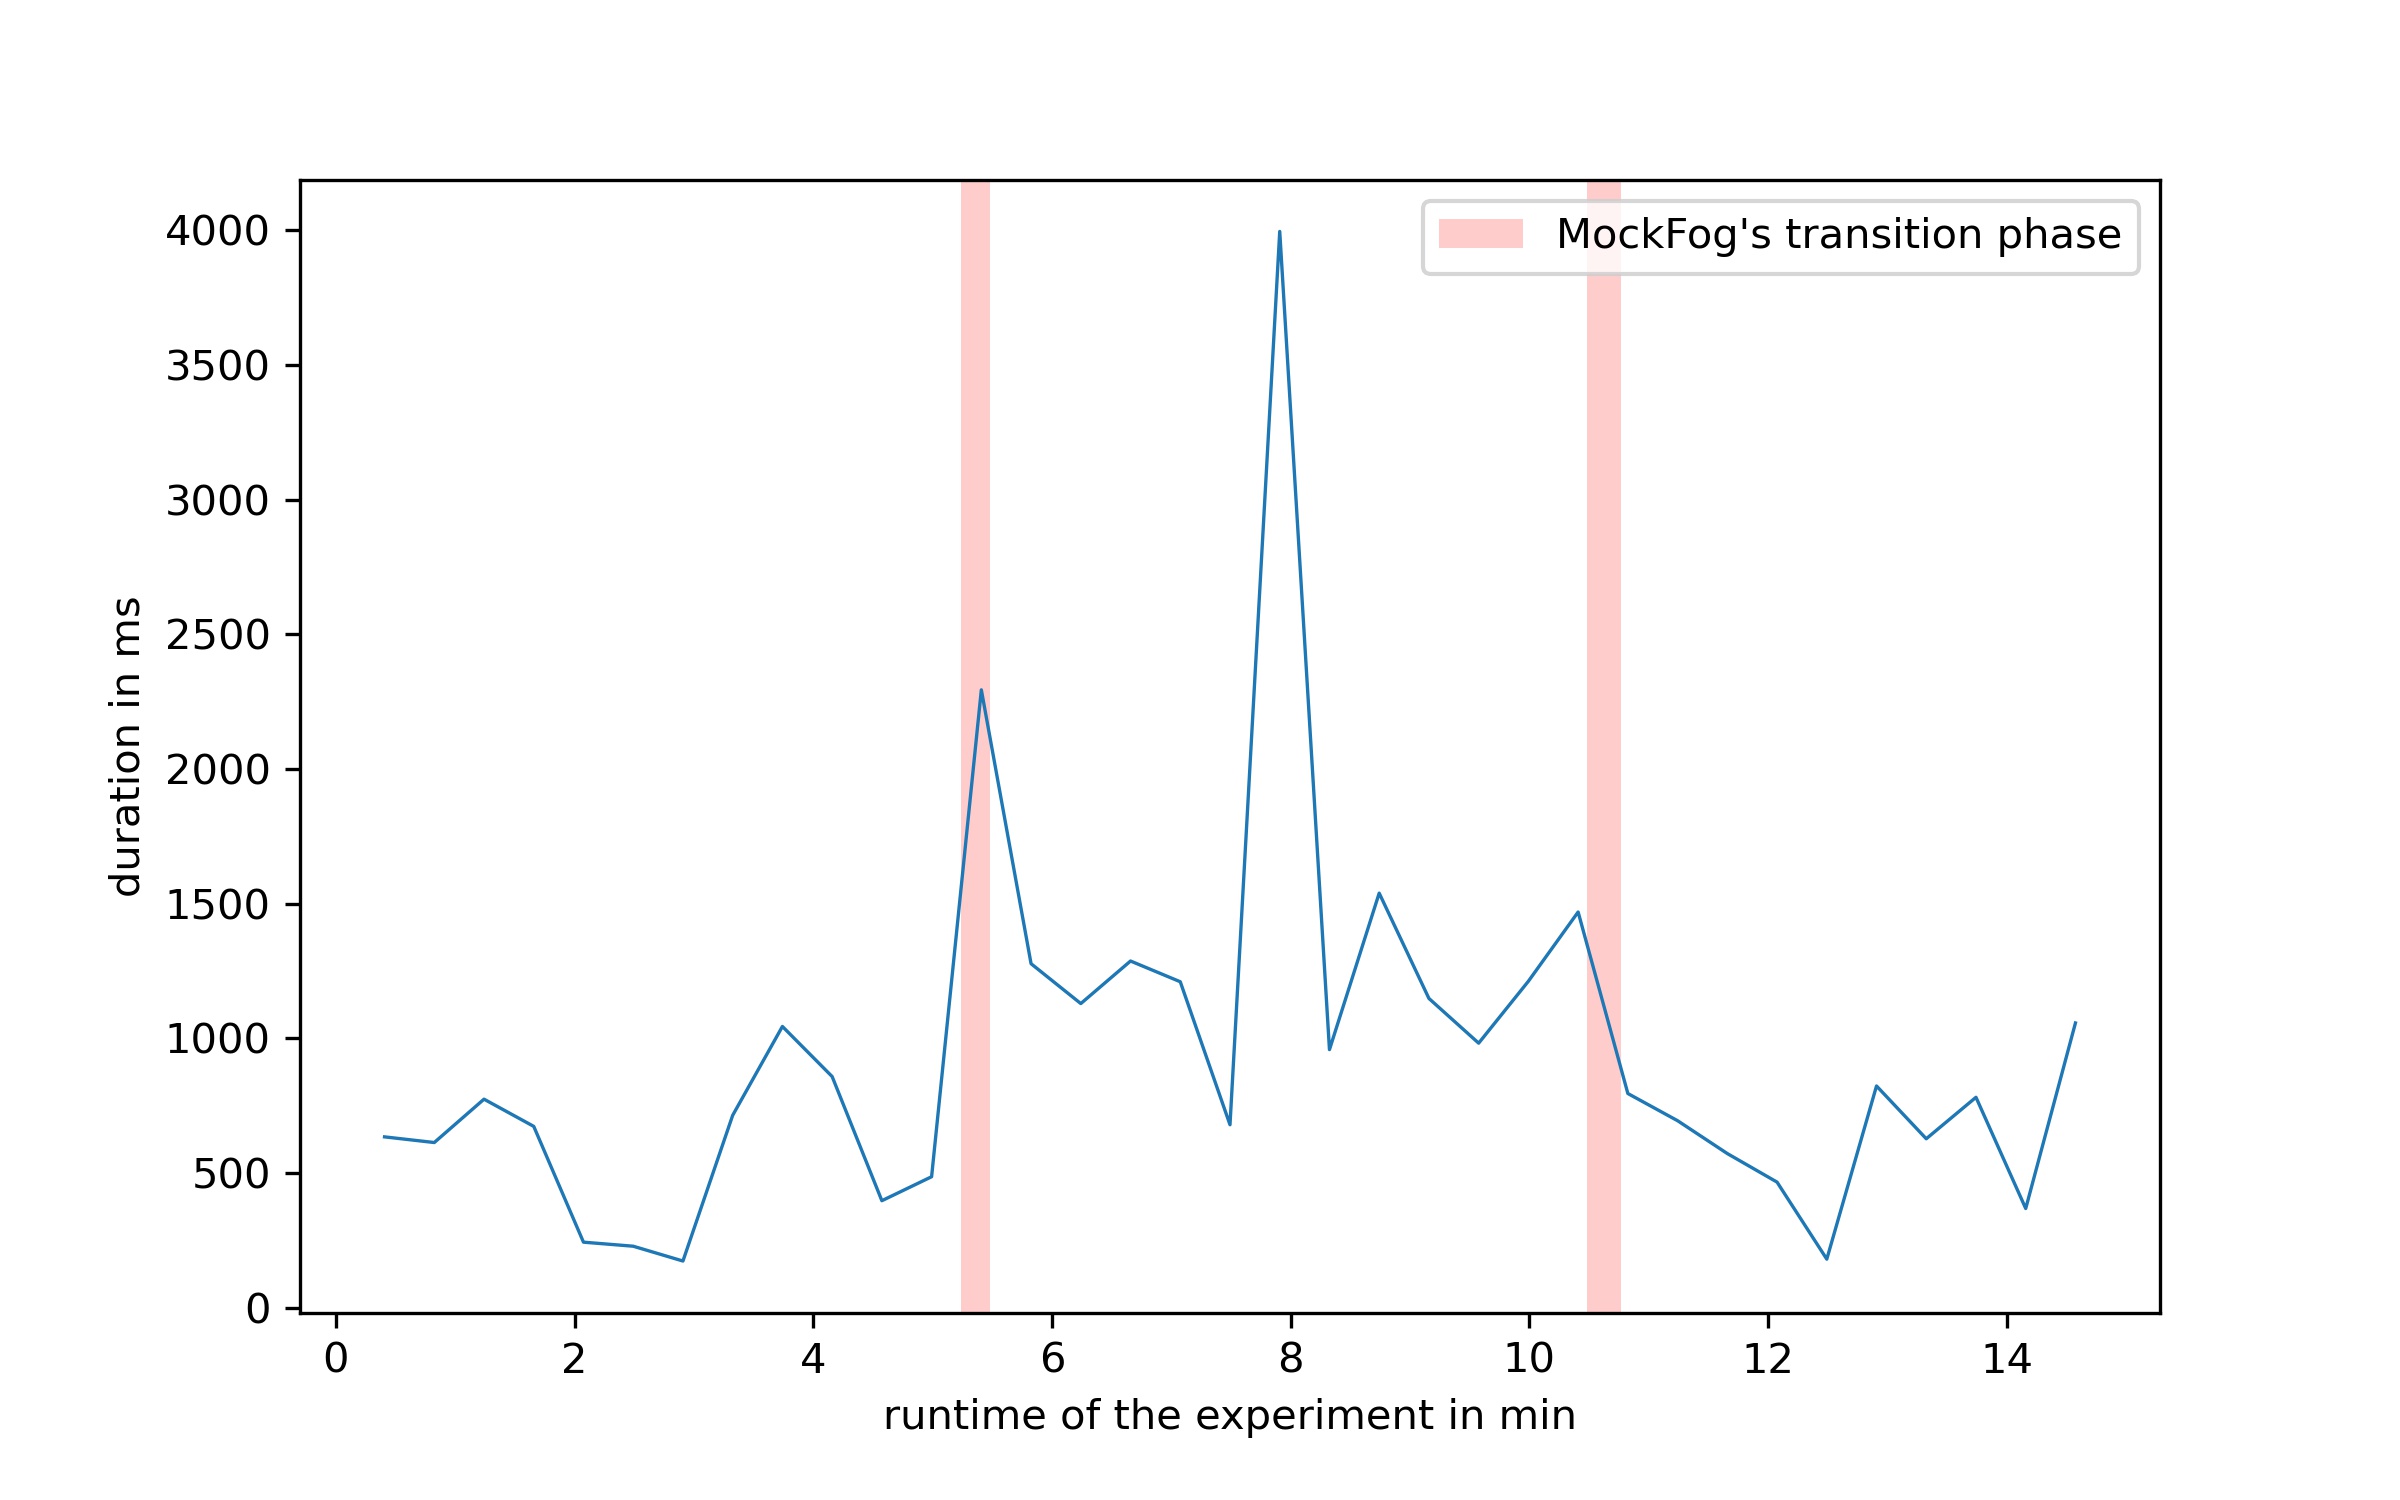 MockFog's transition phase
4000
3500
3000
2500
2000
1500
1000
500
0
duration in ms
0 2 4 6 8 10 12 14
runtime of the experiment in min